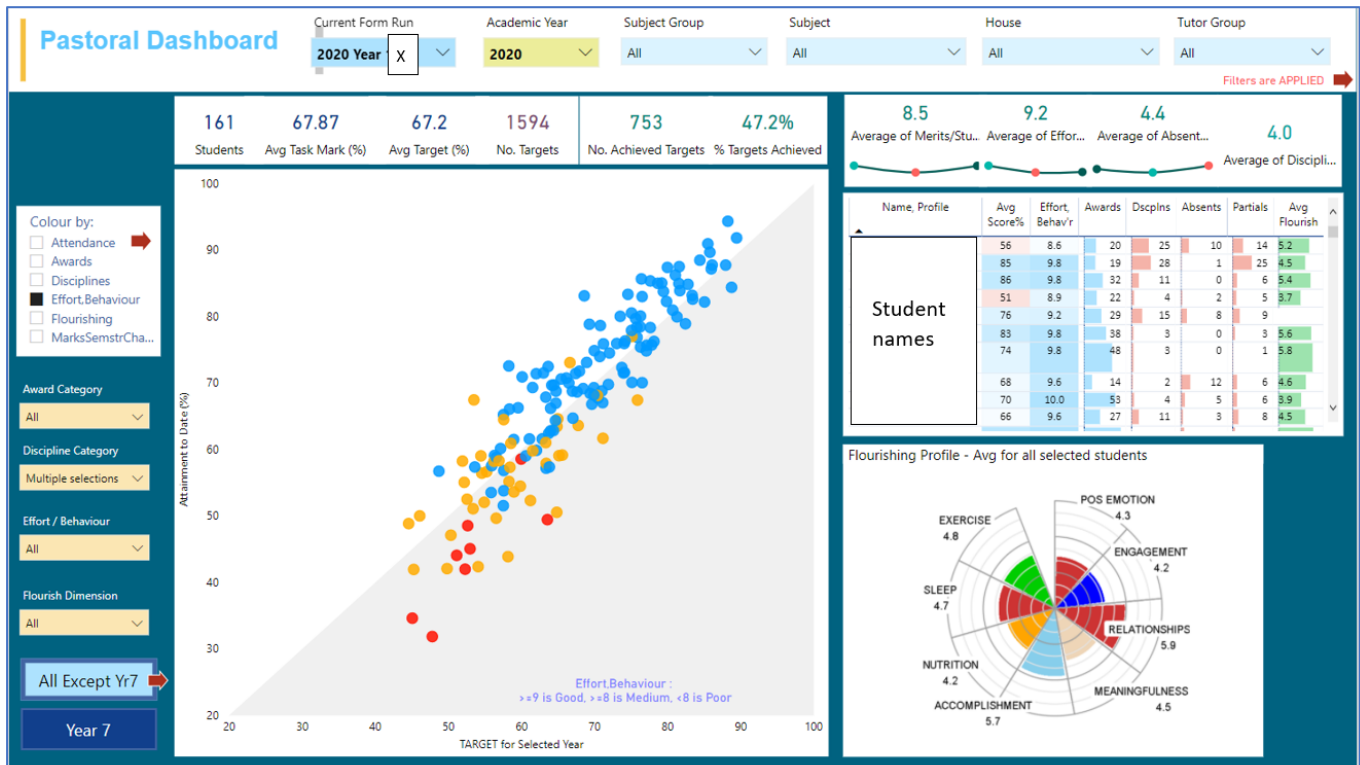 Pastoral Dashboard
Current Form Run
2020 Year
X
Academic Year
2020
Subject Group
All
Subject
All
House
All
Tutor Group
All
Filters are APPLIED
161
Students
67.87
Avg Task Mark (%)
67.2
Avg Target (%)
1594
No. Targets
753
No. Achieved Targets
47.2%
% Targets Achieved
8.5
Average of Merits/Stu...
9.2
Average of Effor...
4.4
Average of Absent...
4.0
Average of Discipli...
Colour by:
Attendance
Awards
Disciplines
Effort,Behaviour
Flourishing
MarksSemstrCha...
Award Category
All
Discipline Category
Multiple selections
Effort / Behaviour
All
Flourish Dimension
All
All Except Yr7
Year 7
Attainment to Date (%)
100
90
80
70
60
50
40
30
20
20 30 40 50 60 70 80 90 100
TARGET for Selected Year
Effort,Behaviour :
>=9 is Good, >=8 is Medium, <8 is Poor
Name, Profile Avg Score% Effort, Behav'r Awards Dscplns Absents Partials Avg Flourish
Student names
56 8.6 20 25 10 14 5.2
85 9.8 19 28 1 25 4.5
86 9.8 32 11 0 6 5.4
51 8.9 22 4 2 5 3.7
76 9.2 29 15 8 9
83 9.8 38 3 0 3 5.6
74 9.8 48 3 0 1 5.8
68 9.6 14 2 12 6 4.6
70 10.0 53 4 5 6 3.9
66 9.6 27 11 3 8 4.5
Flourishing Profile - Avg for all selected students
POS EMOTION
4.3
ENGAGEMENT
4.2
RELATIONSHIPS
5.9
MEANINGFULNESS
4.5
ACCOMPLISHMENT
5.7
NUTRITION
4.2
SLEEP
4.7
EXERCISE
4.8